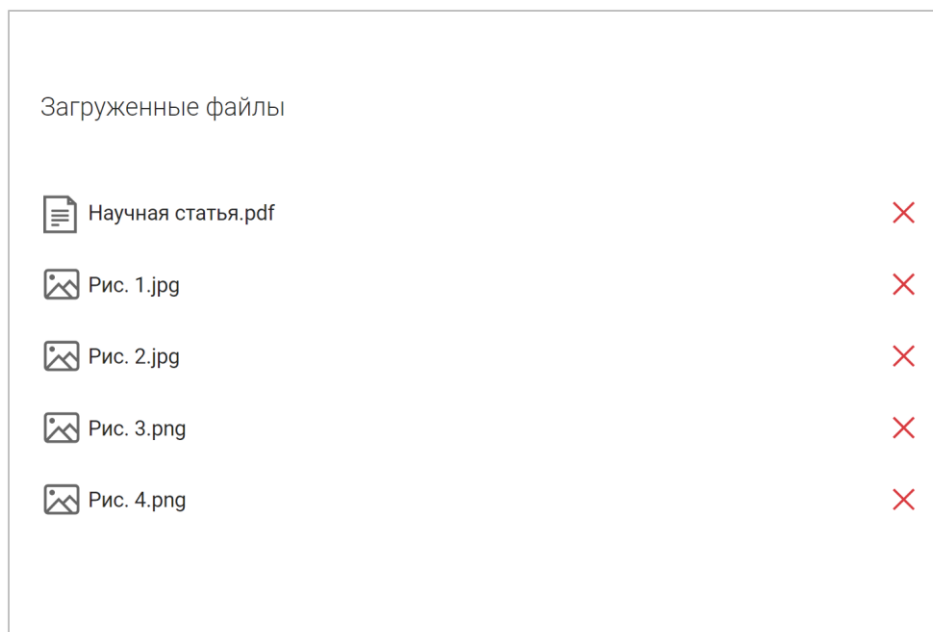 Загруженные файлы
Научная статья.pdf
Рис. 1.jpg
Рис. 2.jpg
Рис. 3.png
Рис. 4.png